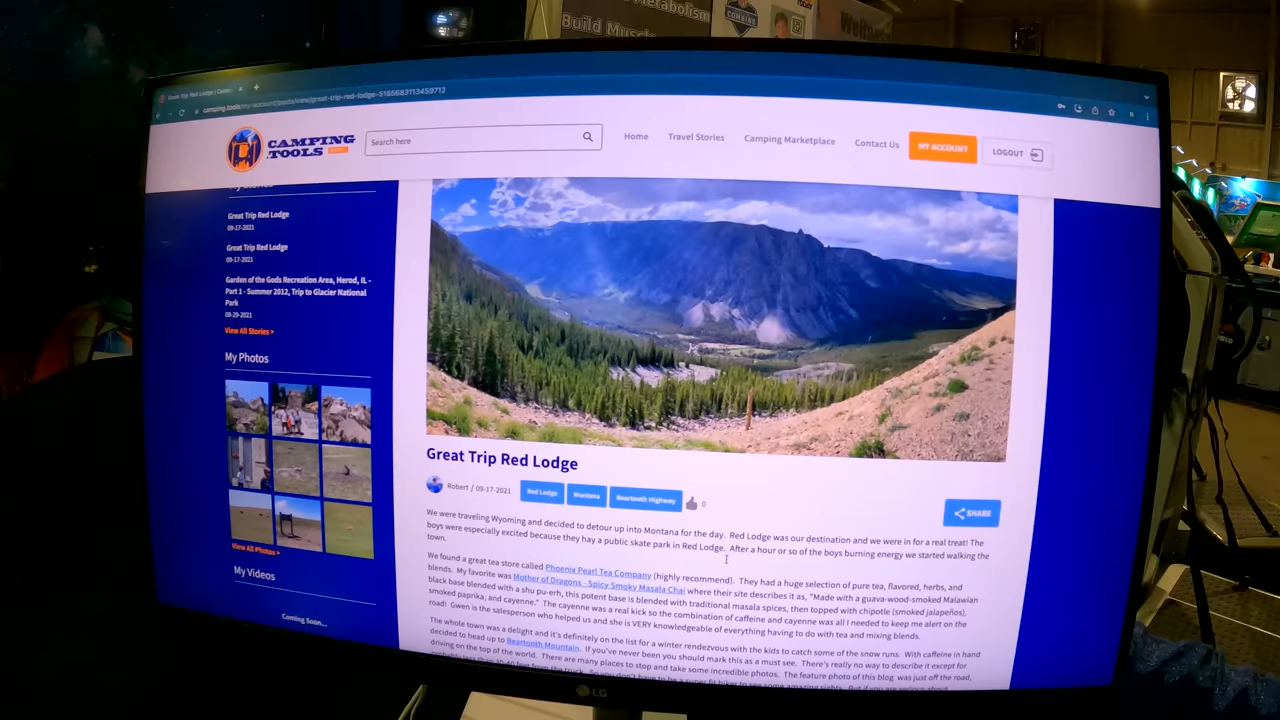 Metabolism
Build Muscle
COMBINE
TODAY
Great Trip Red Lodge | Camp
camping.tools/my-account/posts/view/great-trip-red-lodge-5165683113459712
CAMPING
.TOOLS
Search here
Home
Travel Stories
Camping Marketplace
Contact Us
MY ACCOUNT
LOGOUT
Great Trip Red Lodge
09-17-2021
Great Trip Red Lodge
09-17-2021
Garden of the Gods Recreation Area, Herod, IL -
Part 1 - Summer 2012, Trip to Glacier National
Park
08-29-2021
View All Stories >
My Photos
View All Photos >
My Videos
Coming Soon...
Great Trip Red Lodge
Robert / 09-17-2021
Red Lodge
Montana
Beartooth Highway
0
SHARE
We were traveling Wyoming and decided to detour up into Montana for the day. Red Lodge was our destination and we were in for a real treat! The
boys were especially excited because they hay a public skate park in Red Lodge. After a hour or so of the boys burning energy we started walking the
town.
We found a great tea store called Phoenix Pearl Tea Company (highly recommend). They had a huge selection of pure tea, flavored, herbs, and
blends. My favorite was Mother of Dragons - Spicy Smoky Masala Chai where their site describes it as, "Made with a guava-wood-smoked Malawian
black base blended with a shu pu-erh, this potent base is blended with traditional masala spices, then topped with chipotle (smoked jalapeños),
smoked paprika, and cayenne." The cayenne was a real kick so the combination of caffeine and cayenne was all I needed to keep me alert on the
road! Gwen is the salesperson who helped us and she is VERY knowledgeable of everything having to do with tea and mixing blends.
The whole town was a delight and it's definitely on the list for a winter rendezvous with the kids to catch some of the snow runs. With caffeine in hand
decided to head up to Beartooth Mountain. If you've never been you should mark this as a must see. There's really no way to describe it except for
driving on the top of the world. There are many places to stop and take some incredible photos. The feature photo of this blog was just off the road,
LG